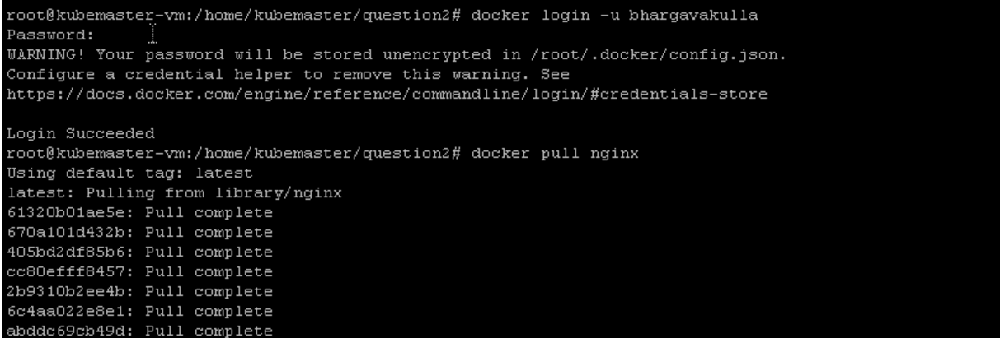 root@kubemaster-vm:/home/kubemaster/question2# docker login -u bhargavakulla
Password:
WARNING! Your password will be stored unencrypted in /root/.docker/config.json.
Configure a credential helper to remove this warning. See
https://docs.docker.com/engine/reference/commandline/login/#credentials-store
Login Succeeded
root@kubemaster-vm:/home/kubemaster/question2# docker pull nginx
Using default tag: latest
latest: Pulling from library/nginx
61320b01ae5e: Pull complete
670a101d432b: Pull complete
405bd2df85b6: Pull complete
cc80efff8457: Pull complete
2b9310b2ee4b: Pull complete
6c4aa022e8e1: Pull complete
abddc69cb49d: Pull complete